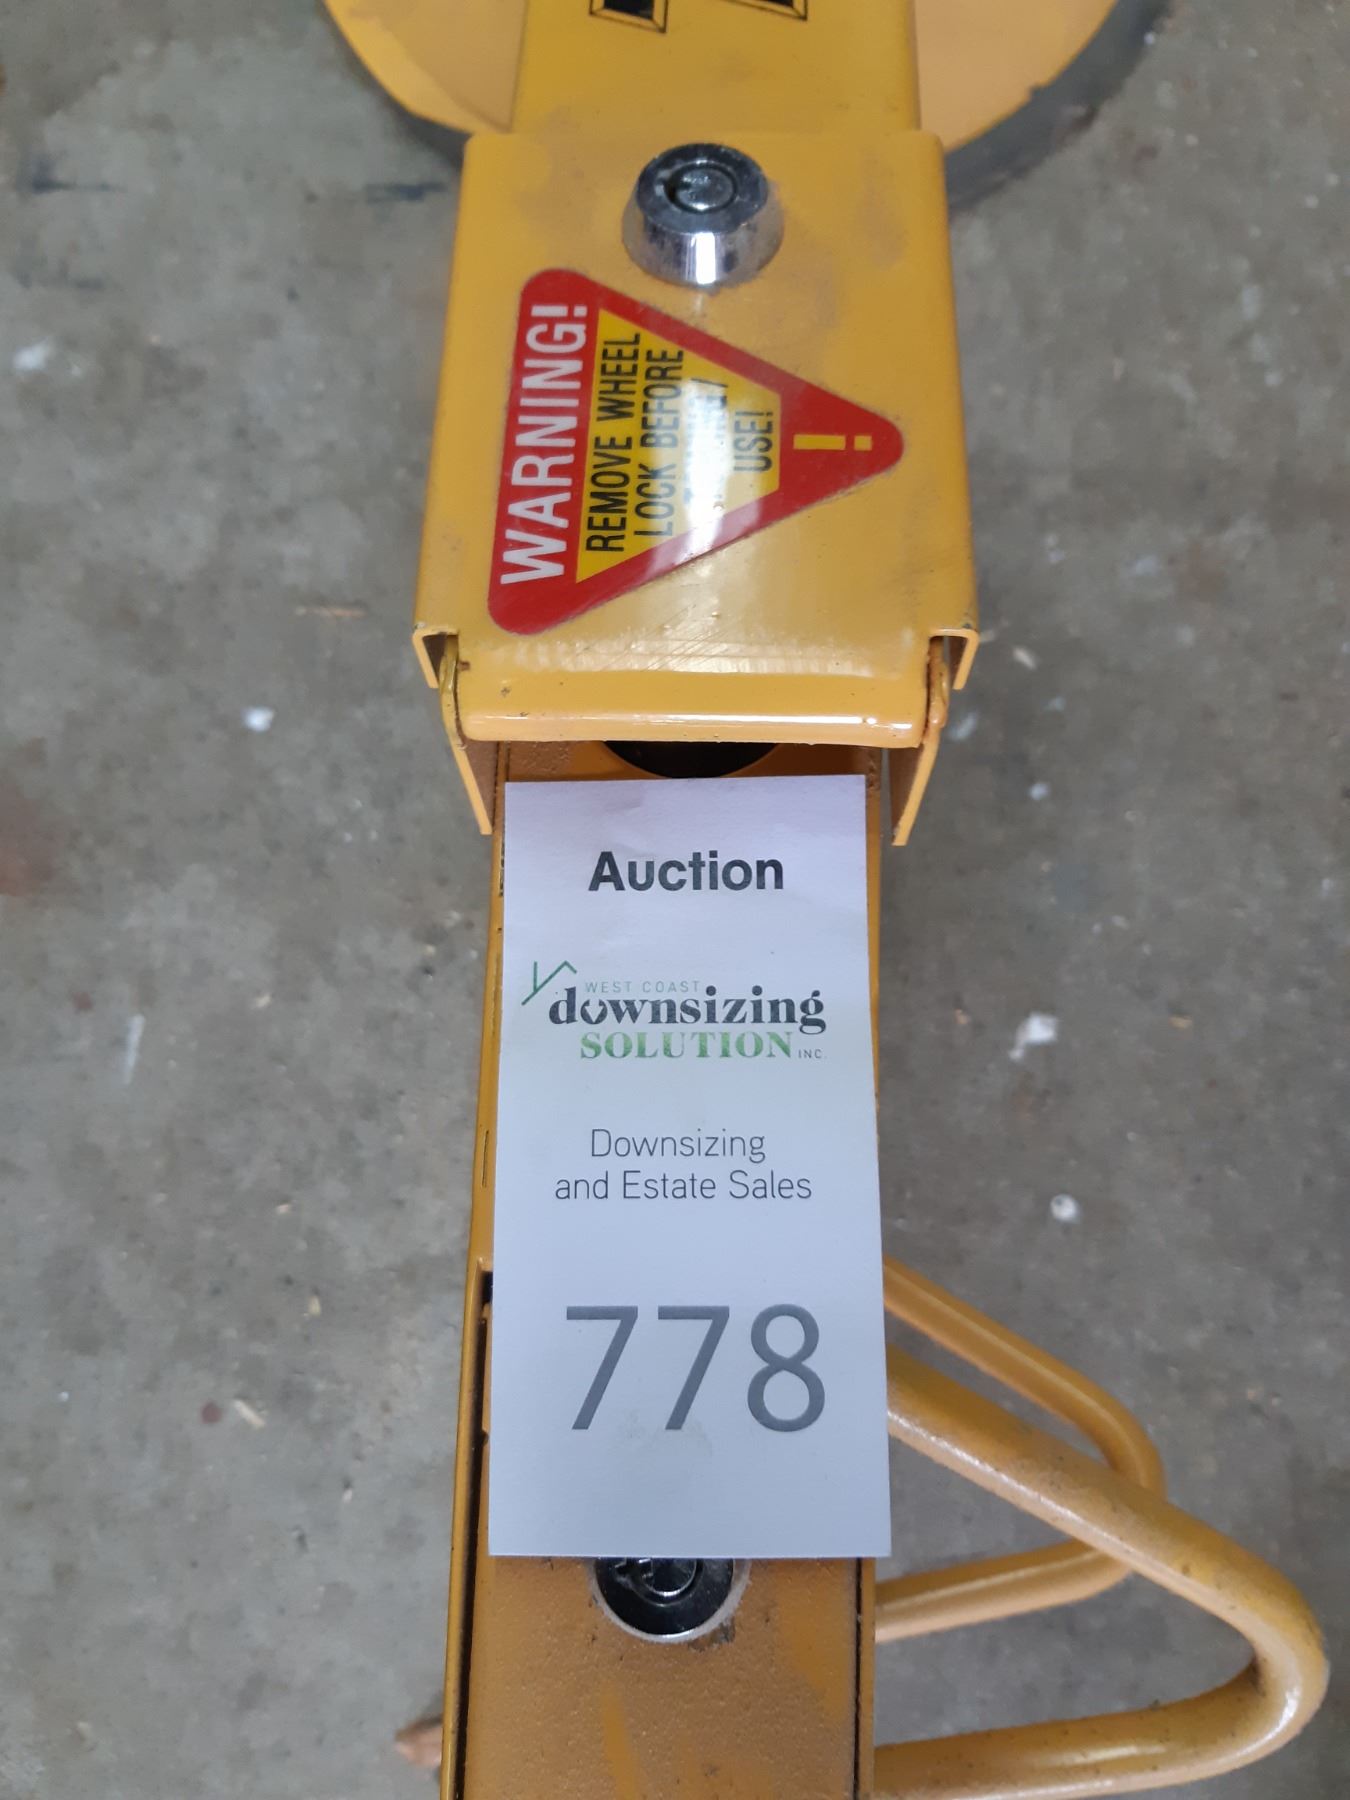 WARNING!
REMOVE WHEEL
LOCK BEFORE
USE!
!
Auction
WEST COAST
downsizing
SOLUTION INC.
Downsizing
and Estate Sales
778